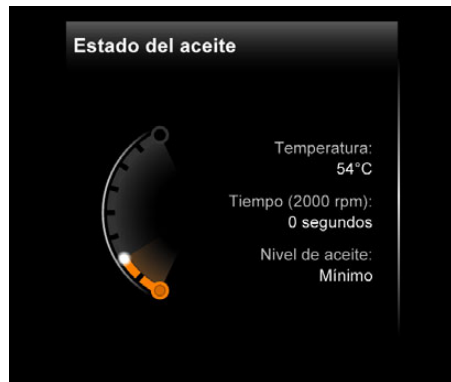 Estado del aceite
Temperatura:
54°C
Tiempo (2000 rpm):
0 segundos
Nivel de aceite:
Mínimo